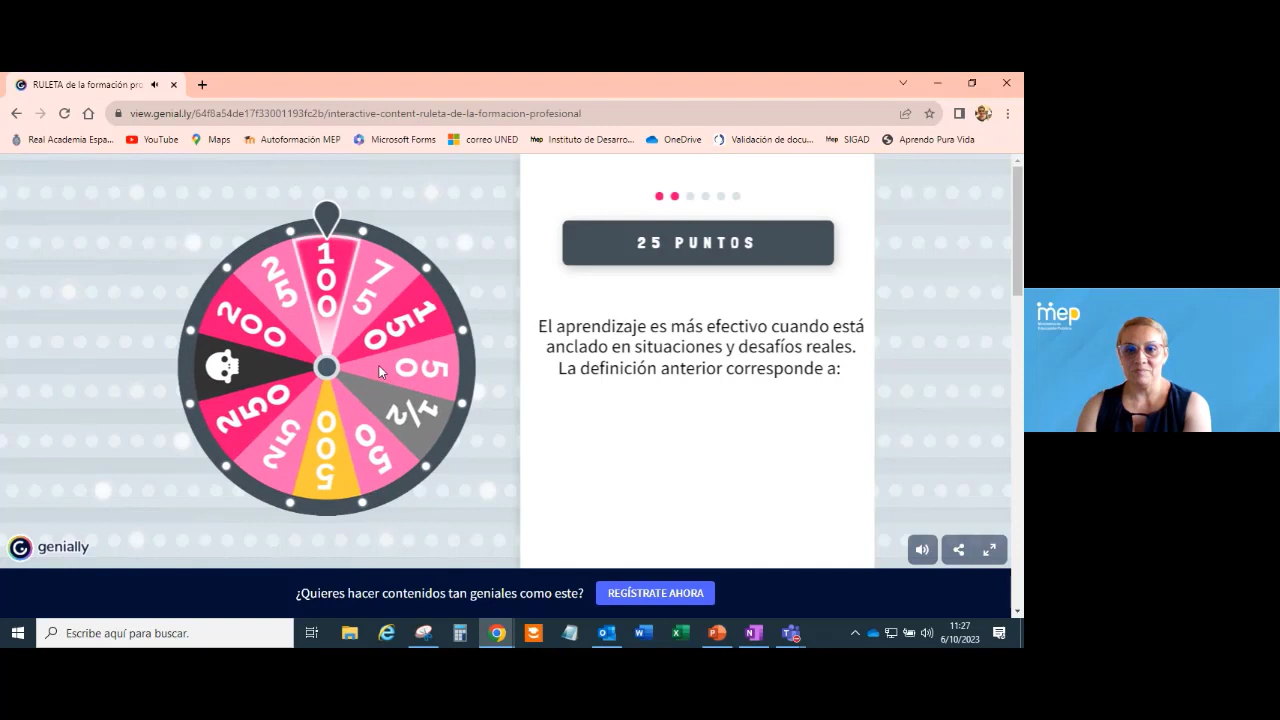 RULETA de la formación pro
view.genial.ly/64f8a54de17f33001193fc2b/interactive-content-ruleta-de-la-formacion-profesional
Real Academia Espa... YouTube Maps Autoformación MEP Microsoft Forms correo UNED Instituto de Desarro... OneDrive Validación de docu... SIGAD Aprendo Pura Vida
25 PUNTOS
El aprendizaje es más efectivo cuando está
anclado en situaciones y desafíos reales.
La definición anterior corresponde a:
100
75
150
50
1/2
50
500
25
250
200
25
genially
¿Quieres hacer contenidos tan geniales como este? REGÍSTRATE AHORA
mep
Escribe aquí para buscar.
11:27
6/10/2023